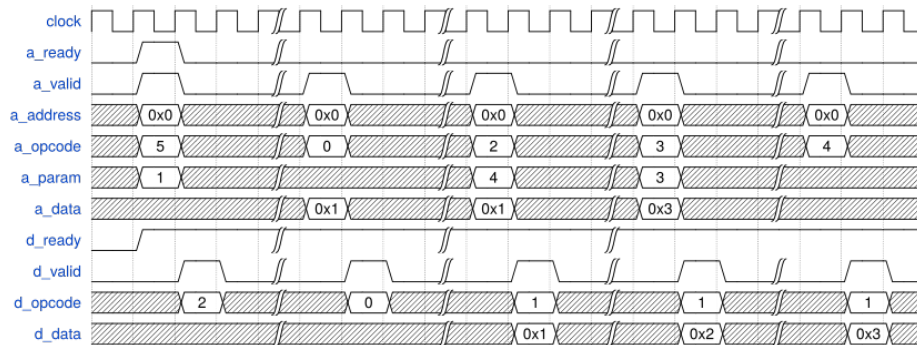 clock
a_ready
a_valid
a_address 0x0 0x0 0x0 0x0 0x0
a_opcode 5 0 2 3 4
a_param 1 4 3
a_data 0x1 0x1 0x3
d_ready
d_valid
d_opcode 2 0 1 1 1
d_data 0x1 0x2 0x3